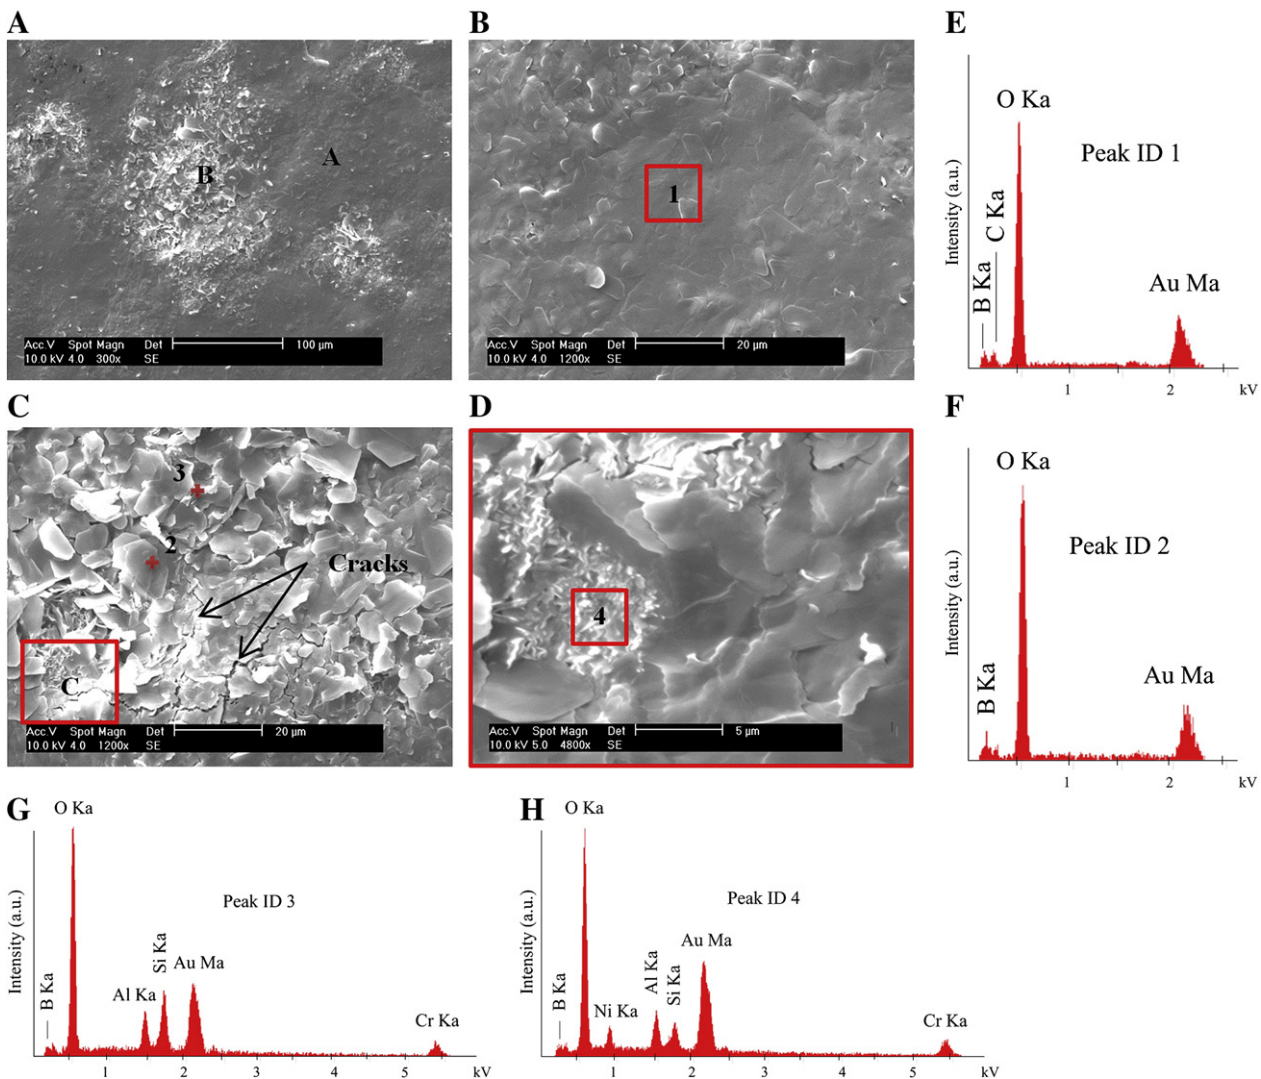 A
B
A
B
Acc.V Spot Magn Det 100 µm
10.0 kV 4.0 300x SE
1
Acc.V Spot Magn Det 20 µm
10.0 kV 4.0 1200x SE
E
Intensity (a.u.)
B Ka
C Ka
O Ka
Peak ID 1
Au Ma
1 2 kV
C
D
3
2
Cracks
C
Acc.V Spot Magn Det 20 µm
10.0 kV 4.0 1200x SE
4
Acc.V Spot Magn Det 5 µm
10.0 kV 5.0 4800x SE
F
Intensity (a.u.)
B Ka
O Ka
Peak ID 2
Au Ma
1 2 kV
G
Intensity (a.u.)
B Ka
O Ka
Al Ka
Si Ka
Au Ma
Peak ID 3
Cr Ka
1 2 3 4 5 kV
H
Intensity (a.u.)
B Ka
O Ka
Ni Ka
Al Ka
Si Ka
Au Ma
Peak ID 4
Cr Ka
1 2 3 4 5 kV